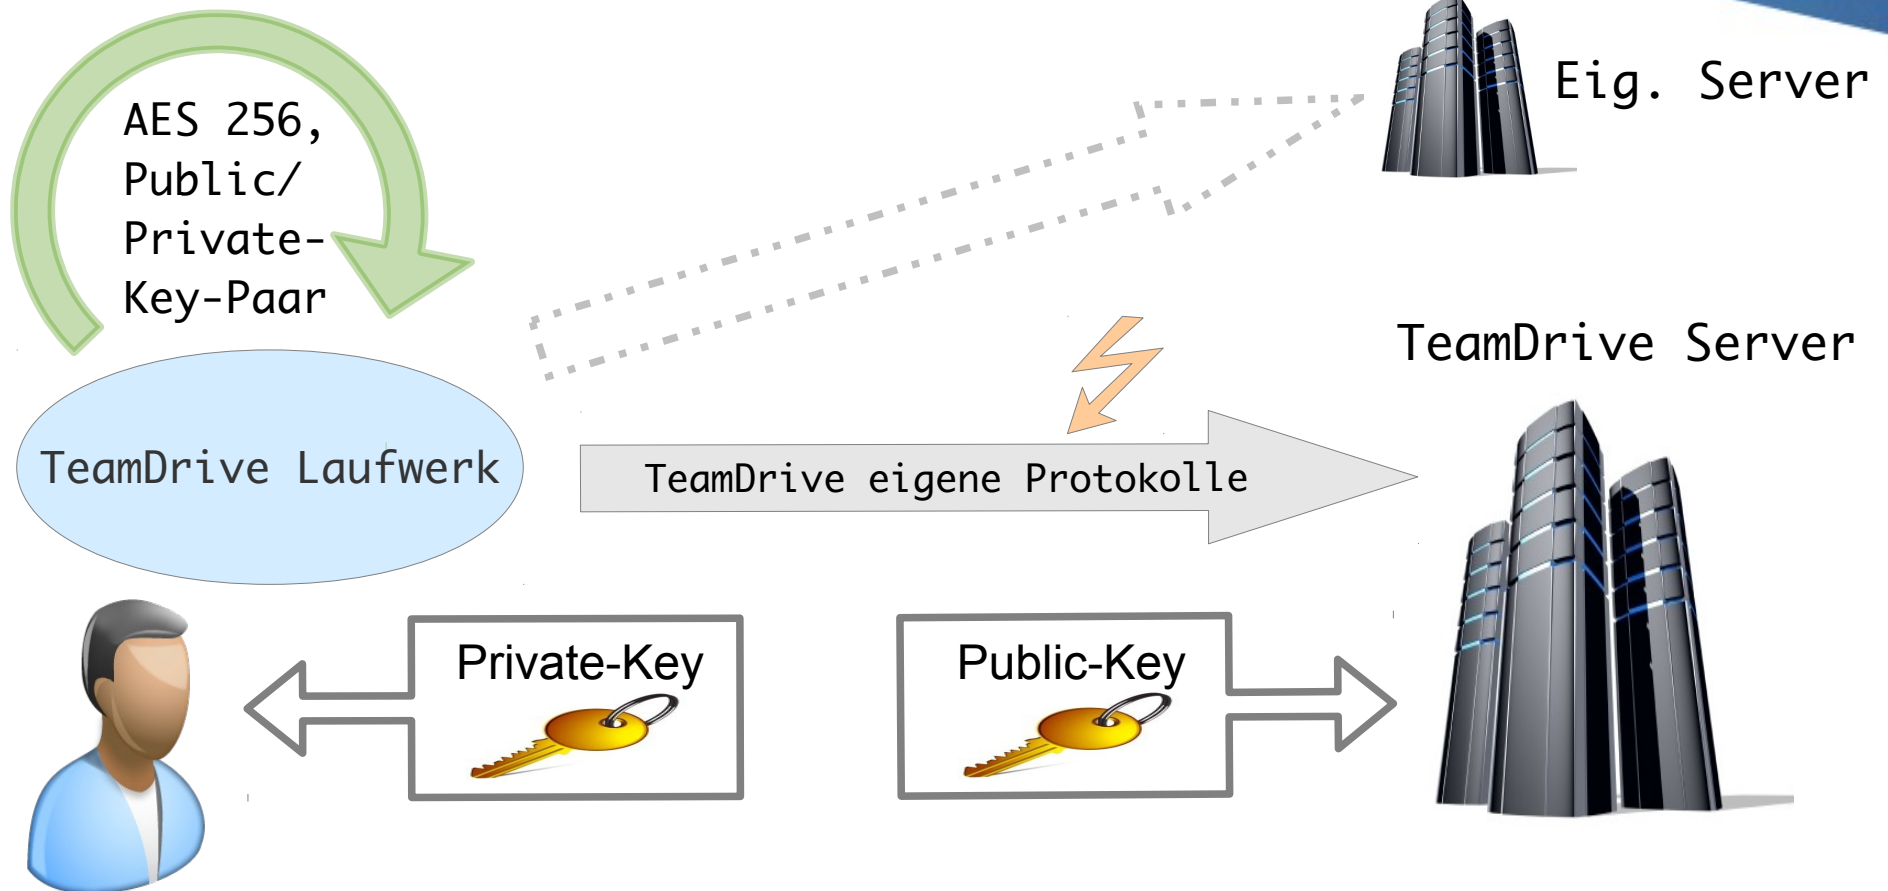 Eig. Server
AES 256,
Public/
Private-
Key-Paar
TeamDrive Server
TeamDrive Laufwerk
TeamDrive eigene Protokolle
Private-Key
Public-Key